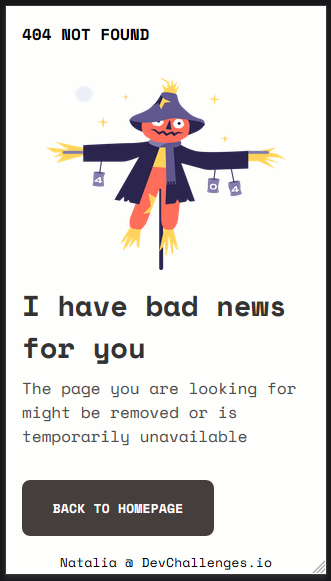 404 NOT FOUND
4
0 4
I have bad news
for you
The page you are looking for
might be removed or is
temporarily unavailable
BACK TO HOMEPAGE
Natalia @ DevChallenges.io